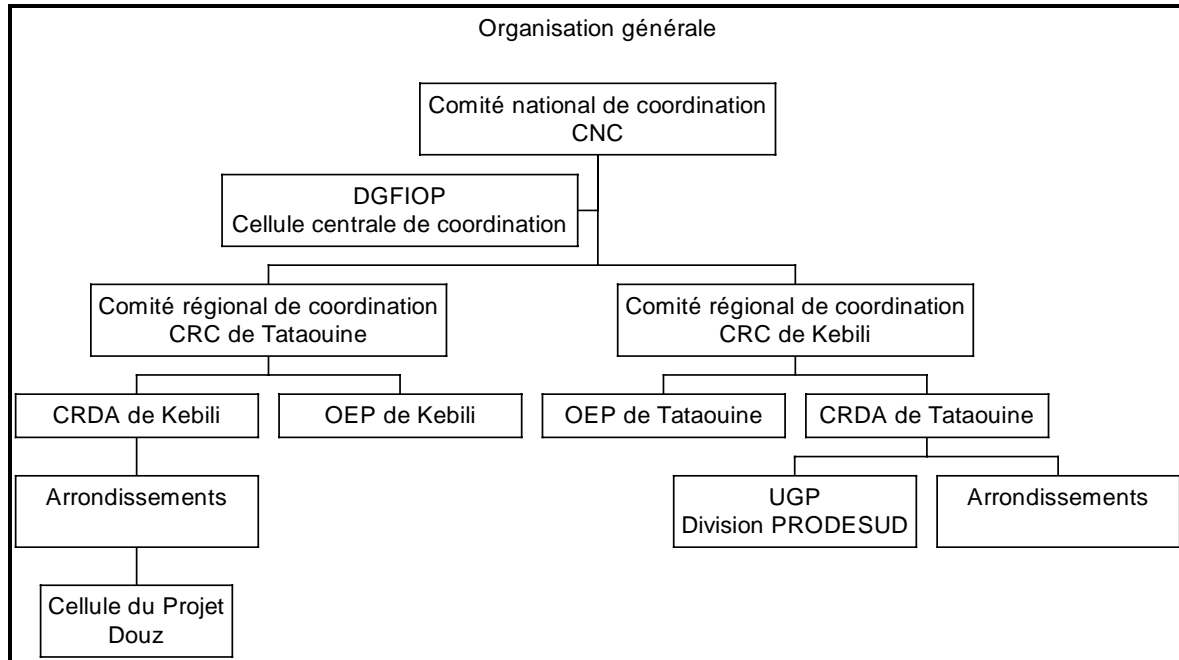 Organisation générale
Comité national de coordination
CNC
DGFIOP
Cellule centrale de coordination
Comité régional de coordination
CRC de Tataouine
Comité régional de coordination
CRC de Kebili
CRDA de Kebili
OEP de Kebili
OEP de Tataouine
CRDA de Tataouine
Arrondissements
UGP
Division PRODESUD
Arrondissements
Cellule du Projet
Douz